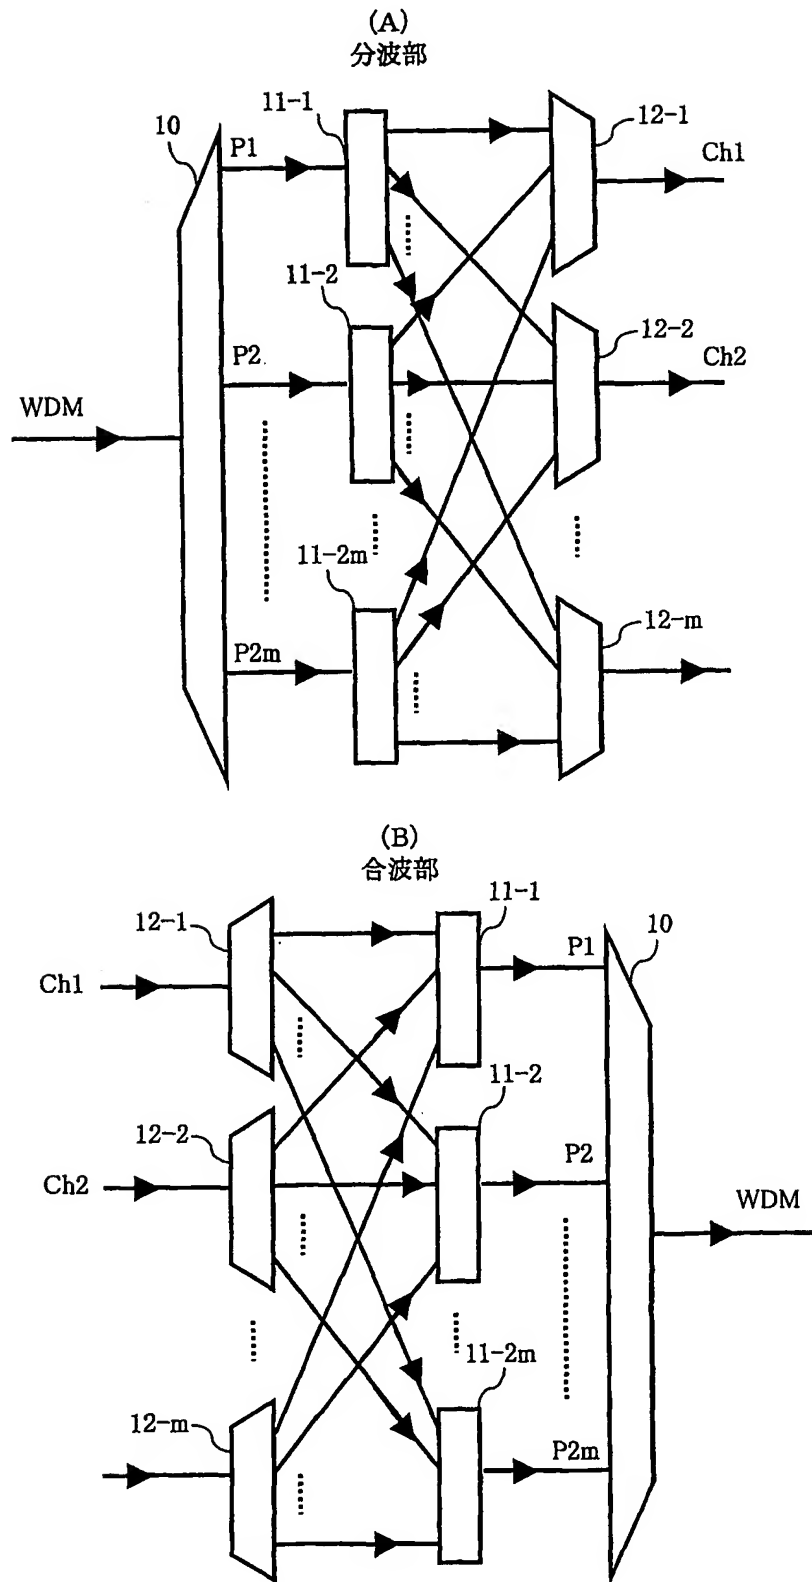 (A)
分波部
11-1
12-1
10
P1
Ch1
11-2
12-2
P2
Ch2
WDM
11-2m
12-m
P2m
(B)
合波部
12-1
11-1
10
P1
Ch1
11-2
12-2
P2
Ch2
WDM
11-2m
12-m
P2m